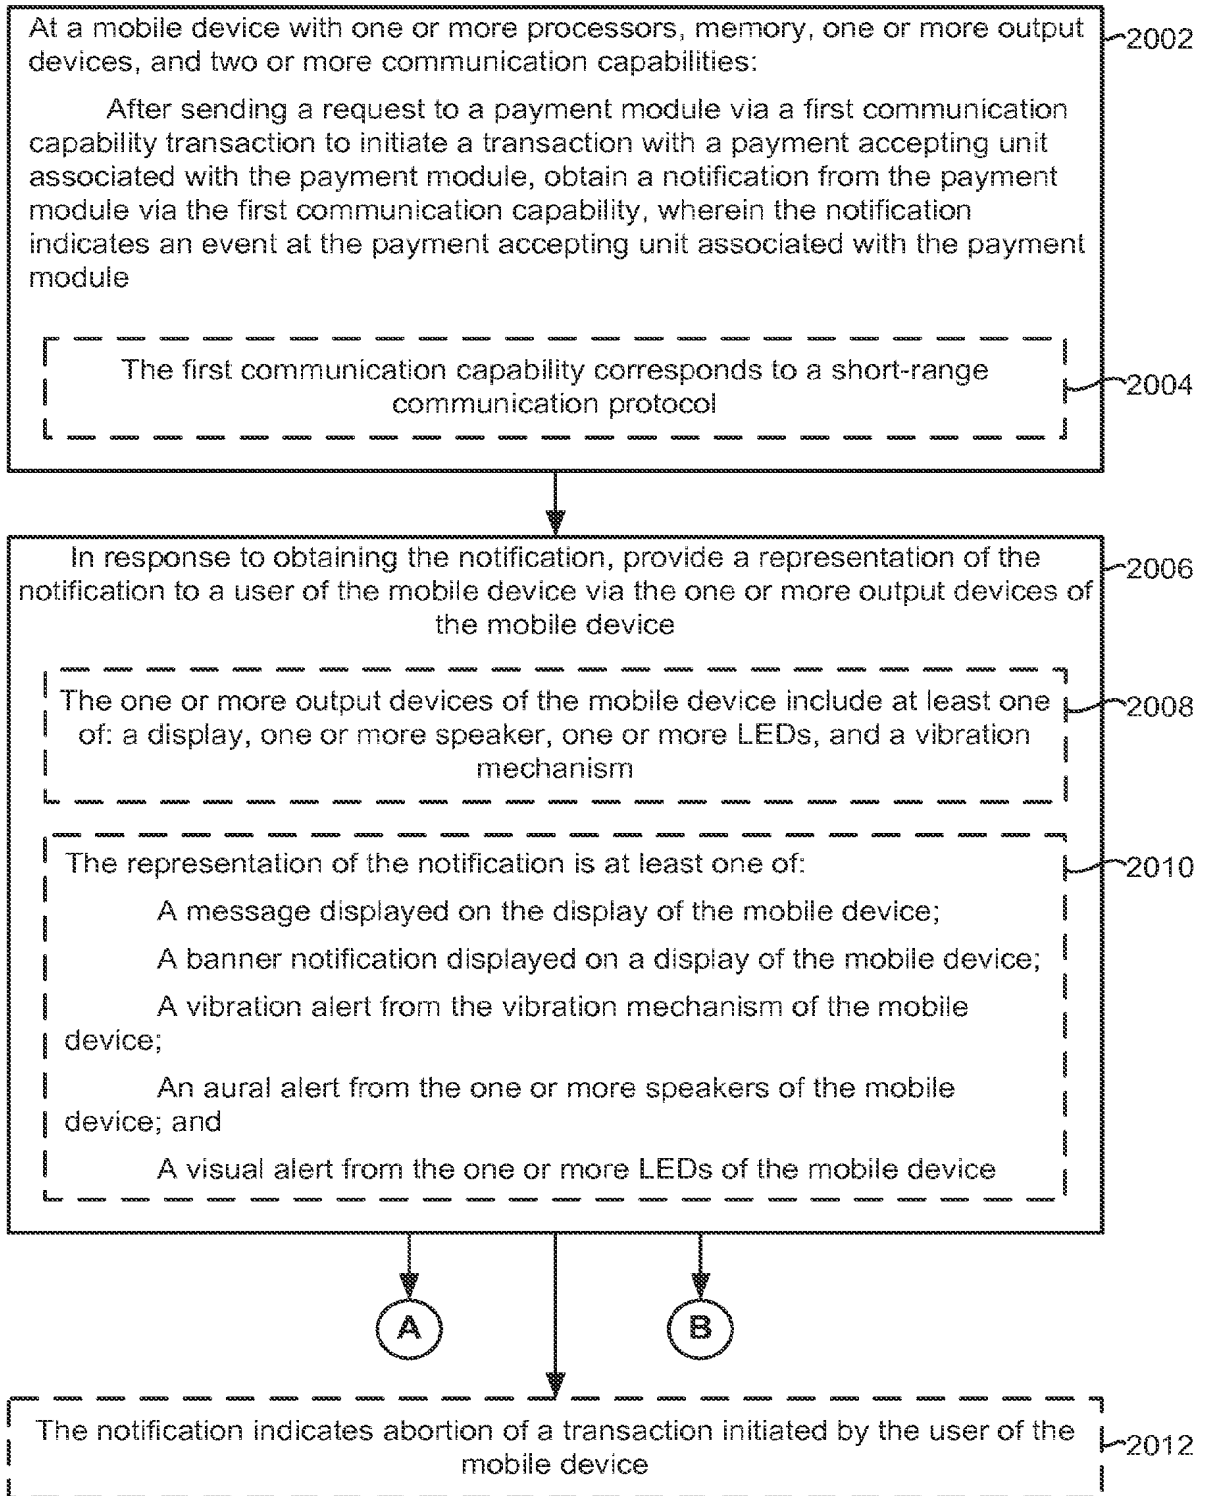 At a mobile device with one or more processors, memory, one or more output
devices, and two or more communication capabilities:
After sending a request to a payment module via a first communication
capability transaction to initiate a transaction with a payment accepting unit
associated with the payment module, obtain a notification from the payment
module via the first communication capability, wherein the notification
indicates an event at the payment accepting unit associated with the payment
module
2002
The first communication capability corresponds to a short-range
communication protocol
2004
In response to obtaining the notification, provide a representation of the
notification to a user of the mobile device via the one or more output devices of
the mobile device
2006
The one or more output devices of the mobile device include at least one
of: a display, one or more speaker, one or more LEDs, and a vibration
mechanism
2008
The representation of the notification is at least one of:
A message displayed on the display of the mobile device;
A banner notification displayed on a display of the mobile device;
A vibration alert from the vibration mechanism of the mobile
device;
An aural alert from the one or more speakers of the mobile
device; and
A visual alert from the one or more LEDs of the mobile device
2010
A
B
The notification indicates abortion of a transaction initiated by the user of the
mobile device
2012